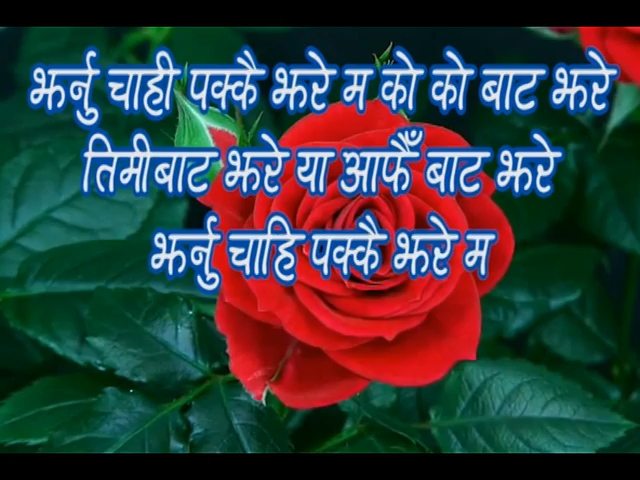 झर्नु चाही पक्कै झरे म को को बाट झरे
तिमीबाट झरे या आफैँ बाट झरे
झर्नु चाहि पक्कै झरे म